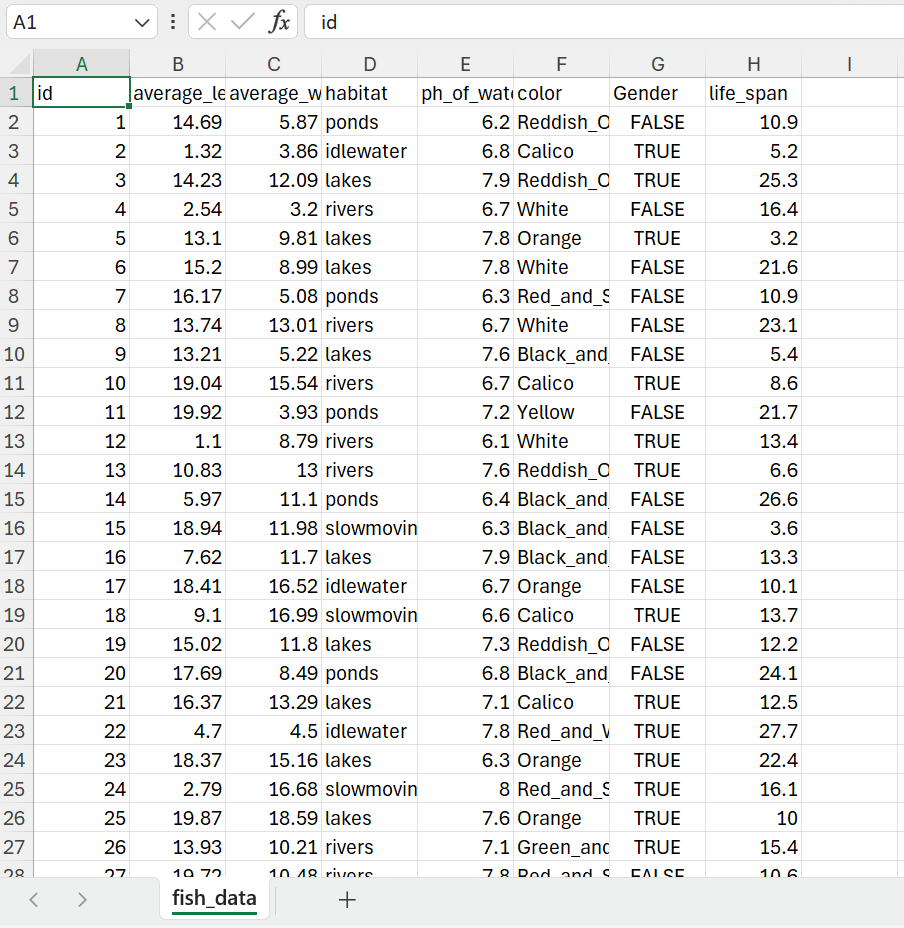 A1 fx id
A B C D E F G H I
1 id average_le average_w habitat ph_of_wate color Gender life_span
2 1 14.69 5.87 ponds 6.2 Reddish_O FALSE 10.9
3 2 1.32 3.86 idlewater 6.8 Calico TRUE 5.2
4 3 14.23 12.09 lakes 7.9 Reddish_O TRUE 25.3
5 4 2.54 3.2 rivers 6.7 White FALSE 16.4
6 5 13.1 9.81 lakes 7.8 Orange TRUE 3.2
7 6 15.2 8.99 lakes 7.8 White FALSE 21.6
8 7 16.17 5.08 ponds 6.3 Red_and_S FALSE 10.9
9 8 13.74 13.01 rivers 6.7 White FALSE 23.1
10 9 13.21 5.22 lakes 7.6 Black_and_ FALSE 5.4
11 10 19.04 15.54 rivers 6.7 Calico TRUE 8.6
12 11 19.92 3.93 ponds 7.2 Yellow FALSE 21.7
13 12 1.1 8.79 rivers 6.1 White TRUE 13.4
14 13 10.83 13 rivers 7.6 Reddish_O TRUE 6.6
15 14 5.97 11.1 ponds 6.4 Black_and_ FALSE 26.6
16 15 18.94 11.98 slowmovin 6.3 Black_and_ FALSE 3.6
17 16 7.62 11.7 lakes 7.9 Black_and_ FALSE 13.3
18 17 18.41 16.52 idlewater 6.7 Orange FALSE 10.1
19 18 9.1 16.99 slowmovin 6.6 Calico TRUE 13.7
20 19 15.02 11.8 lakes 7.3 Reddish_O FALSE 12.2
21 20 17.69 8.49 ponds 6.8 Black_and_ FALSE 24.1
22 21 16.37 13.29 lakes 7.1 Calico TRUE 12.5
23 22 4.7 4.5 idlewater 7.8 Red_and_W TRUE 27.7
24 23 18.37 15.16 lakes 6.3 Orange TRUE 22.4
25 24 2.79 16.68 slowmovin 8 Red_and_S TRUE 16.1
26 25 19.87 18.59 lakes 7.6 Orange TRUE 10
27 26 13.93 10.21 rivers 7.1 Green_and TRUE 15.4
28 27 19.72 10.48 rivers 7.8 Red_and_S FALSE 10.6
fish_data